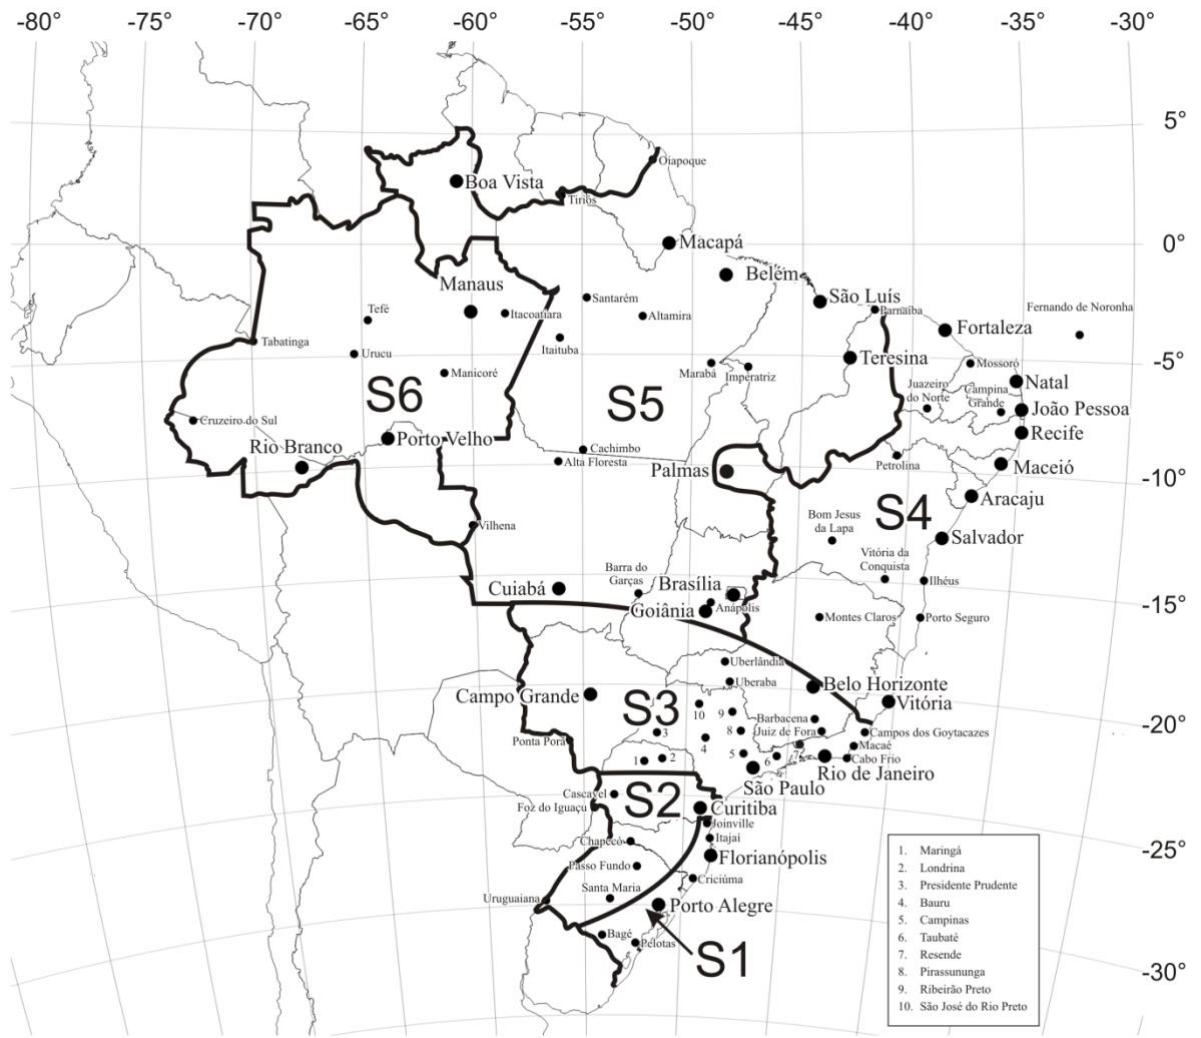 -80° -75° -70° -65° -60° -55° -50° -45° -40° -35° -30°
5°
Oiapoque
Boa Vista
Tiriós
0°
Macapá
Belém
Manaus
Santarém
São Luís
Fernando de Noronha
Tefé
Itacoatiara
Altamira
Parnaíba
Fortaleza
Tabatinga
Urucu
Itaituba
Teresina
-5°
Mossoró
Manicoré
Marabá
Imperatriz
Natal
S6
S5
Juazeiro
do Norte
Campina
Grande
João Pessoa
Cruzeiro do Sul
Recife
Porto Velho
Rio Branco
Cachimbo
Alta Floresta
Palmas
Petrolina
Maceió
-10°
Aracaju
S4
Bom Jesus
da Lapa
Vilhena
Salvador
Vitória da
Conquista
Barra do
Garças
Brasília
Ilhéus
Cuiabá
Goiânia
Anápolis
-15°
Montes Claros
Porto Seguro
Uberlândia
Uberaba
Belo Horizonte
Campo Grande
S3
Vitória
10
9
Barbacena
-20°
3
8
Juiz de Fora
Campos dos Goytacazes
Ponta Porã
4
7
Macaé
1
2
5
6
Cabo Frio
Rio de Janeiro
São Paulo
Cascavel
S2
Foz do Iguaçu
Curitiba
Joinville
Itajaí
Chapecó
-25°
Florianópolis
Passo Fundo
Criciúma
Santa Maria
Uruguaiana
Porto Alegre
Bagé
Pelotas
S1
-30°
1. Maringá
2. Londrina
3. Presidente Prudente
4. Bauru
5. Campinas
6. Taubaté
7. Resende
8. Pirassununga
9. Ribeirão Preto
10. São José do Rio Preto